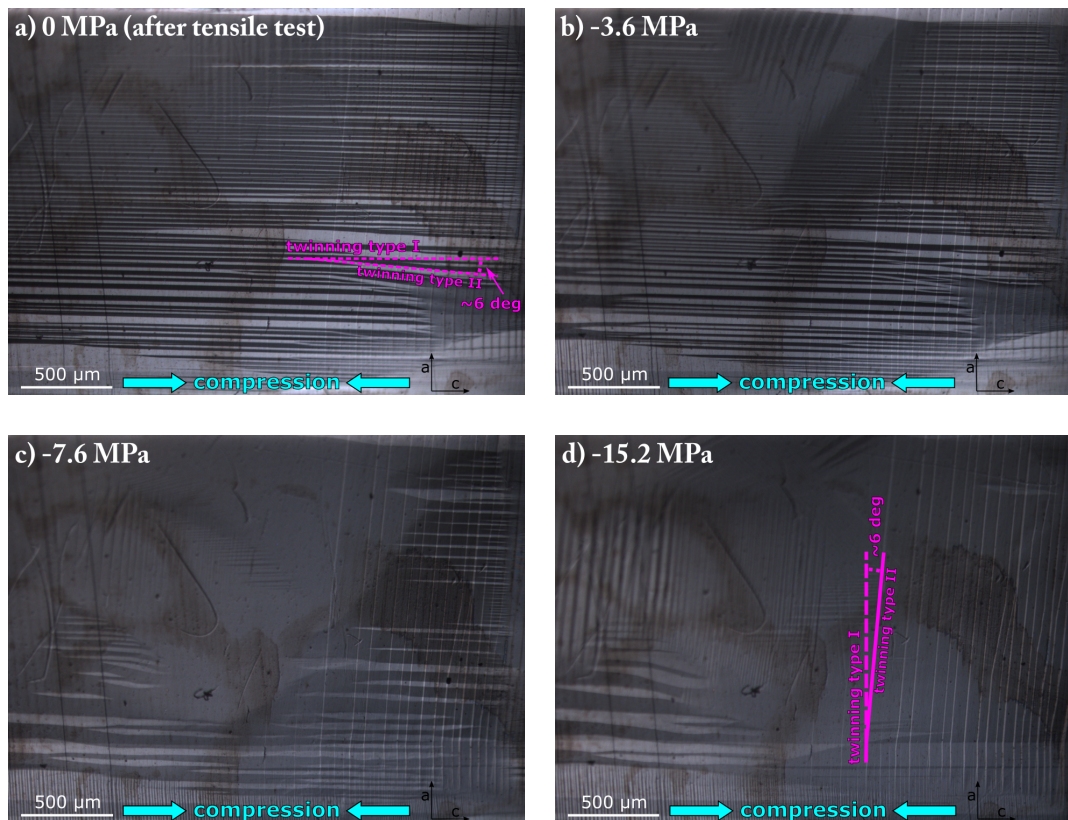 a) 0 MPa (after tensile test)
twinning type I
twinning type II
~6 deg
500 µm
compression
a
c
b) -3.6 MPa
500 µm
compression
a
c
c) -7.6 MPa
500 µm
compression
a
c
d) -15.2 MPa
~6 deg
twinning type I
twinning type II
500 µm
compression
a
c